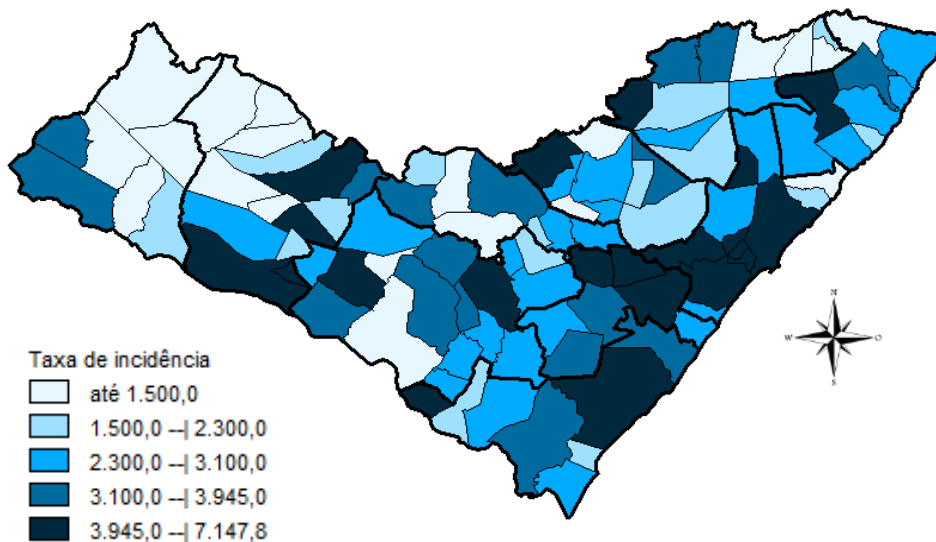 N
W
O
S
Taxa de incidência
até 1.500,0
1.500,0 --| 2.300,0
2.300,0 --| 3.100,0
3.100,0 --| 3.945,0
3.945,0 --| 7.147,8